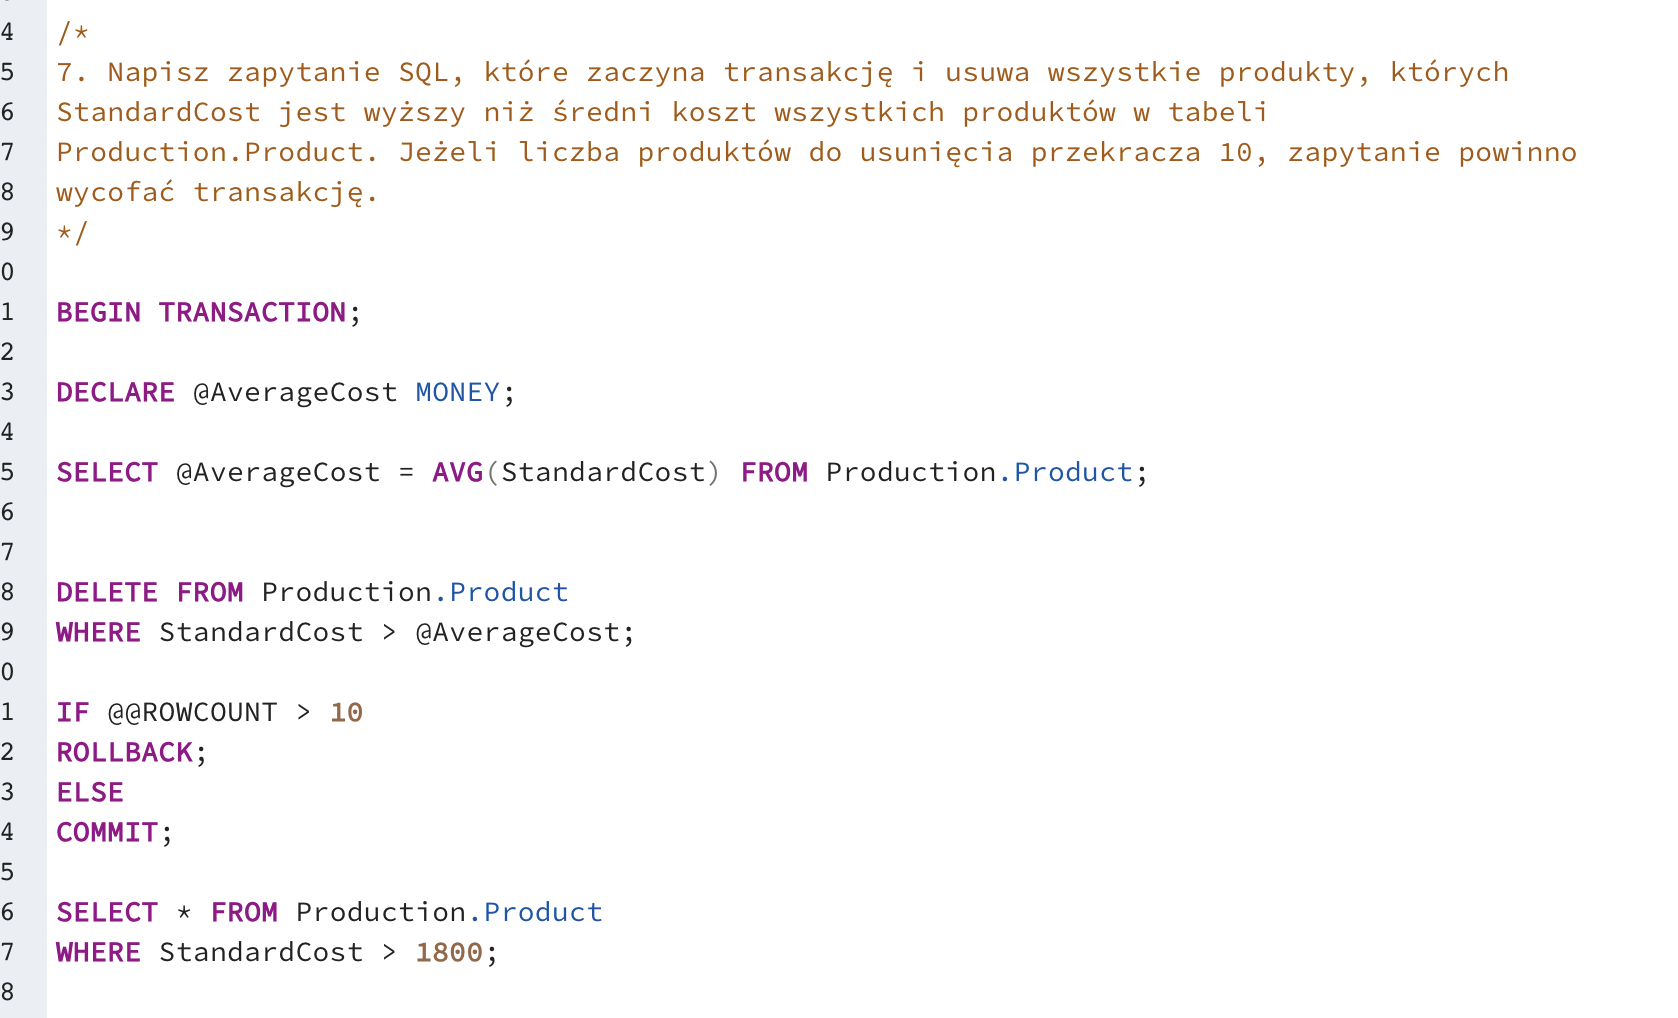 4 /*
5 7. Napisz zapytanie SQL, które zaczyna transakcję i usuwa wszystkie produkty, których
6 StandardCost jest wyższy niż średni koszt wszystkich produktów w tabeli
7 Production.Product. Jeżeli liczba produktów do usunięcia przekracza 10, zapytanie powinno
8 wycofać transakcję.
9 */
0
1 BEGIN TRANSACTION;
2
3 DECLARE @AverageCost MONEY;
4
5 SELECT @AverageCost = AVG(StandardCost) FROM Production.Product;
6
7
8 DELETE FROM Production.Product
9 WHERE StandardCost > @AverageCost;
0
1 IF @@ROWCOUNT > 10
2 ROLLBACK;
3 ELSE
4 COMMIT;
5
6 SELECT * FROM Production.Product
7 WHERE StandardCost > 1800;
8